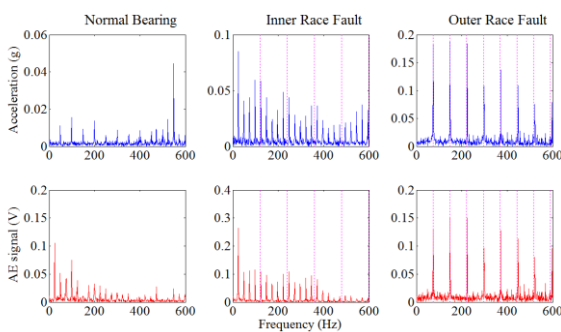 Normal Bearing Inner Race Fault Outer Race Fault
0.06 0.1 0.2
0.04 0.15
0.05 0.1
0.02 0.05
0 0 0
0 200 400 600 0 200 400 600 0 200 400 600
Acceleration (g)
0.2 0.4 0.2
0.15 0.3 0.15
0.1 0.2 0.1
0.05 0.1 0.05
0 0 0
0 200 400 600 0 200 400 600 0 200 400 600
AE signal (V)
Frequency (Hz)